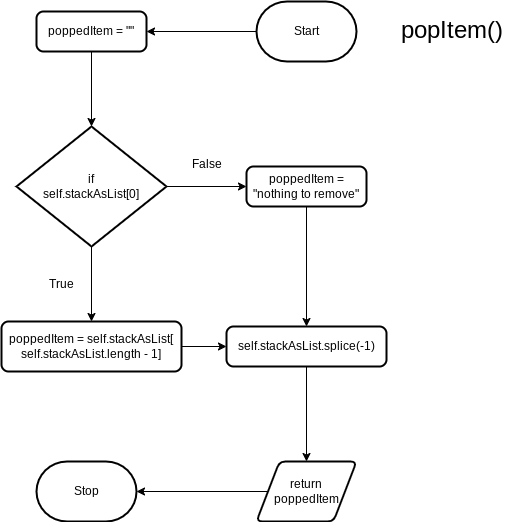 popItem()
Start
poppedItem = ""
if
self.stackAsList[0]
False
poppedItem =
"nothing to remove"
True
poppedItem = self.stackAsList[
self.stackAsList.length - 1]
self.stackAsList.splice(-1)
return
poppedItem
Stop